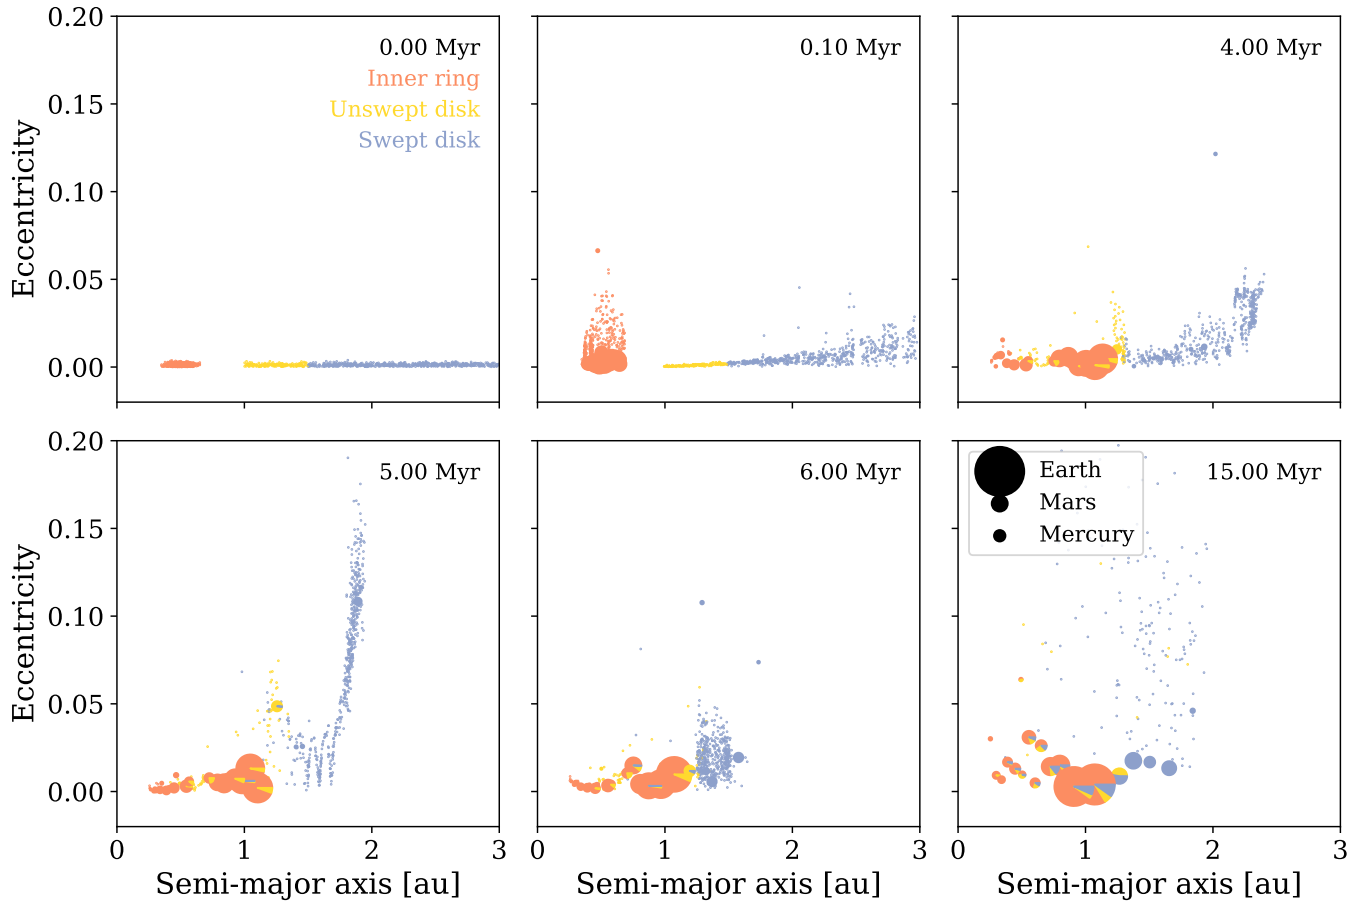 0.20
0.15
0.10
0.05
0.00
Eccentricity
0.00 Myr
Inner ring
Unswept disk
Swept disk
0.10 Myr
4.00 Myr
0.20
0.15
0.10
0.05
0.00
Eccentricity
5.00 Myr
6.00 Myr
15.00 Myr
Earth
Mars
Mercury
0 1 2 3
0 1 2 3
0 1 2 3
Semi-major axis [au]
Semi-major axis [au]
Semi-major axis [au]